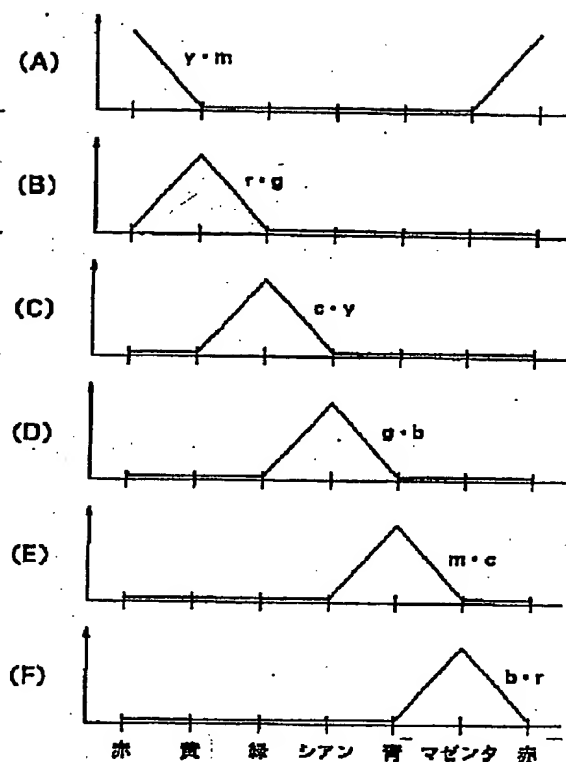 (A)
y・m
(B)
r・g
(C)
c・y
(D)
g・b
(E)
m・c
(F)
b・r
赤 黄 緑 シアン 青 マゼンタ 赤